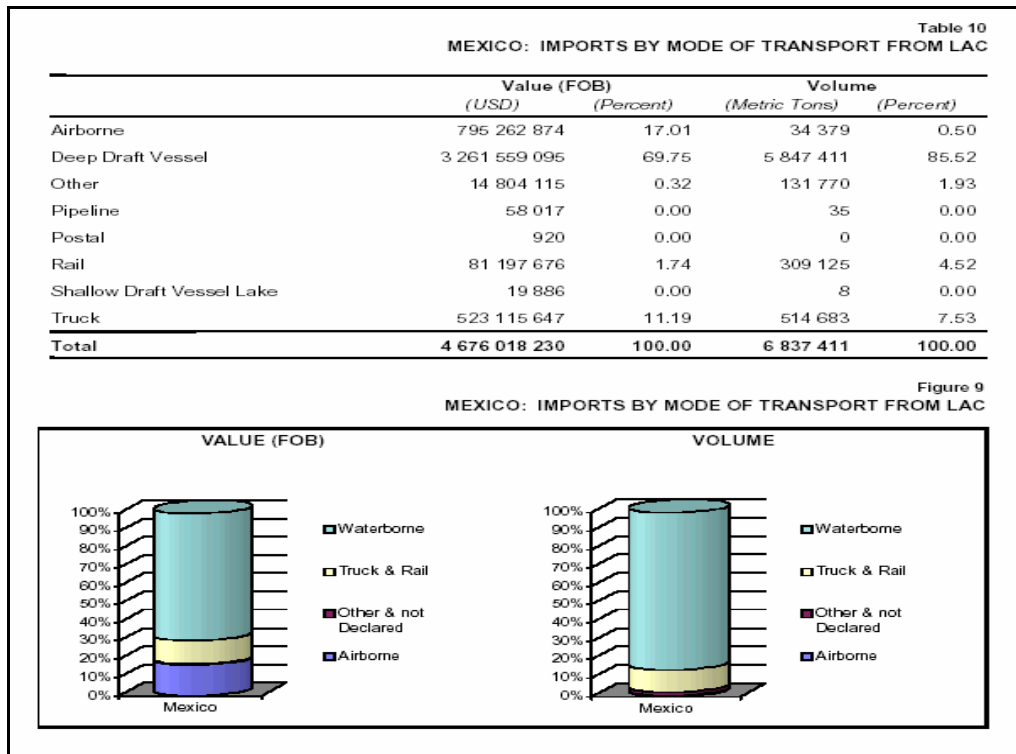 Table 10
MEXICO: IMPORTS BY MODE OF TRANSPORT FROM LAC
Value (FOB) Volume
(USD) (Percent) (Metric Tons) (Percent)
Airborne 795 262 874 17.01 34 379 0.50
Deep Draft Vessel 3 261 559 095 69.75 5 847 411 85.52
Other 14 804 115 0.32 131 770 1.93
Pipeline 58 017 0.00 35 0.00
Postal 920 0.00 0 0.00
Rail 81 197 676 1.74 309 125 4.52
Shallow Draft Vessel Lake 19 886 0.00 8 0.00
Truck 523 115 647 11.19 514 683 7.53
Total 4 676 018 230 100.00 6 837 411 100.00
Figure 9
MEXICO: IMPORTS BY MODE OF TRANSPORT FROM LAC
VALUE (FOB)
100%
90%
80%
70%
60%
50%
40%
30%
20%
10%
0%
Mexico
Waterborne
Truck & Rail
Other & not
Declared
Airborne
VOLUME
100%
90%
80%
70%
60%
50%
40%
30%
20%
10%
0%
Mexico
Waterborne
Truck & Rail
Other & not
Declared
Airborne